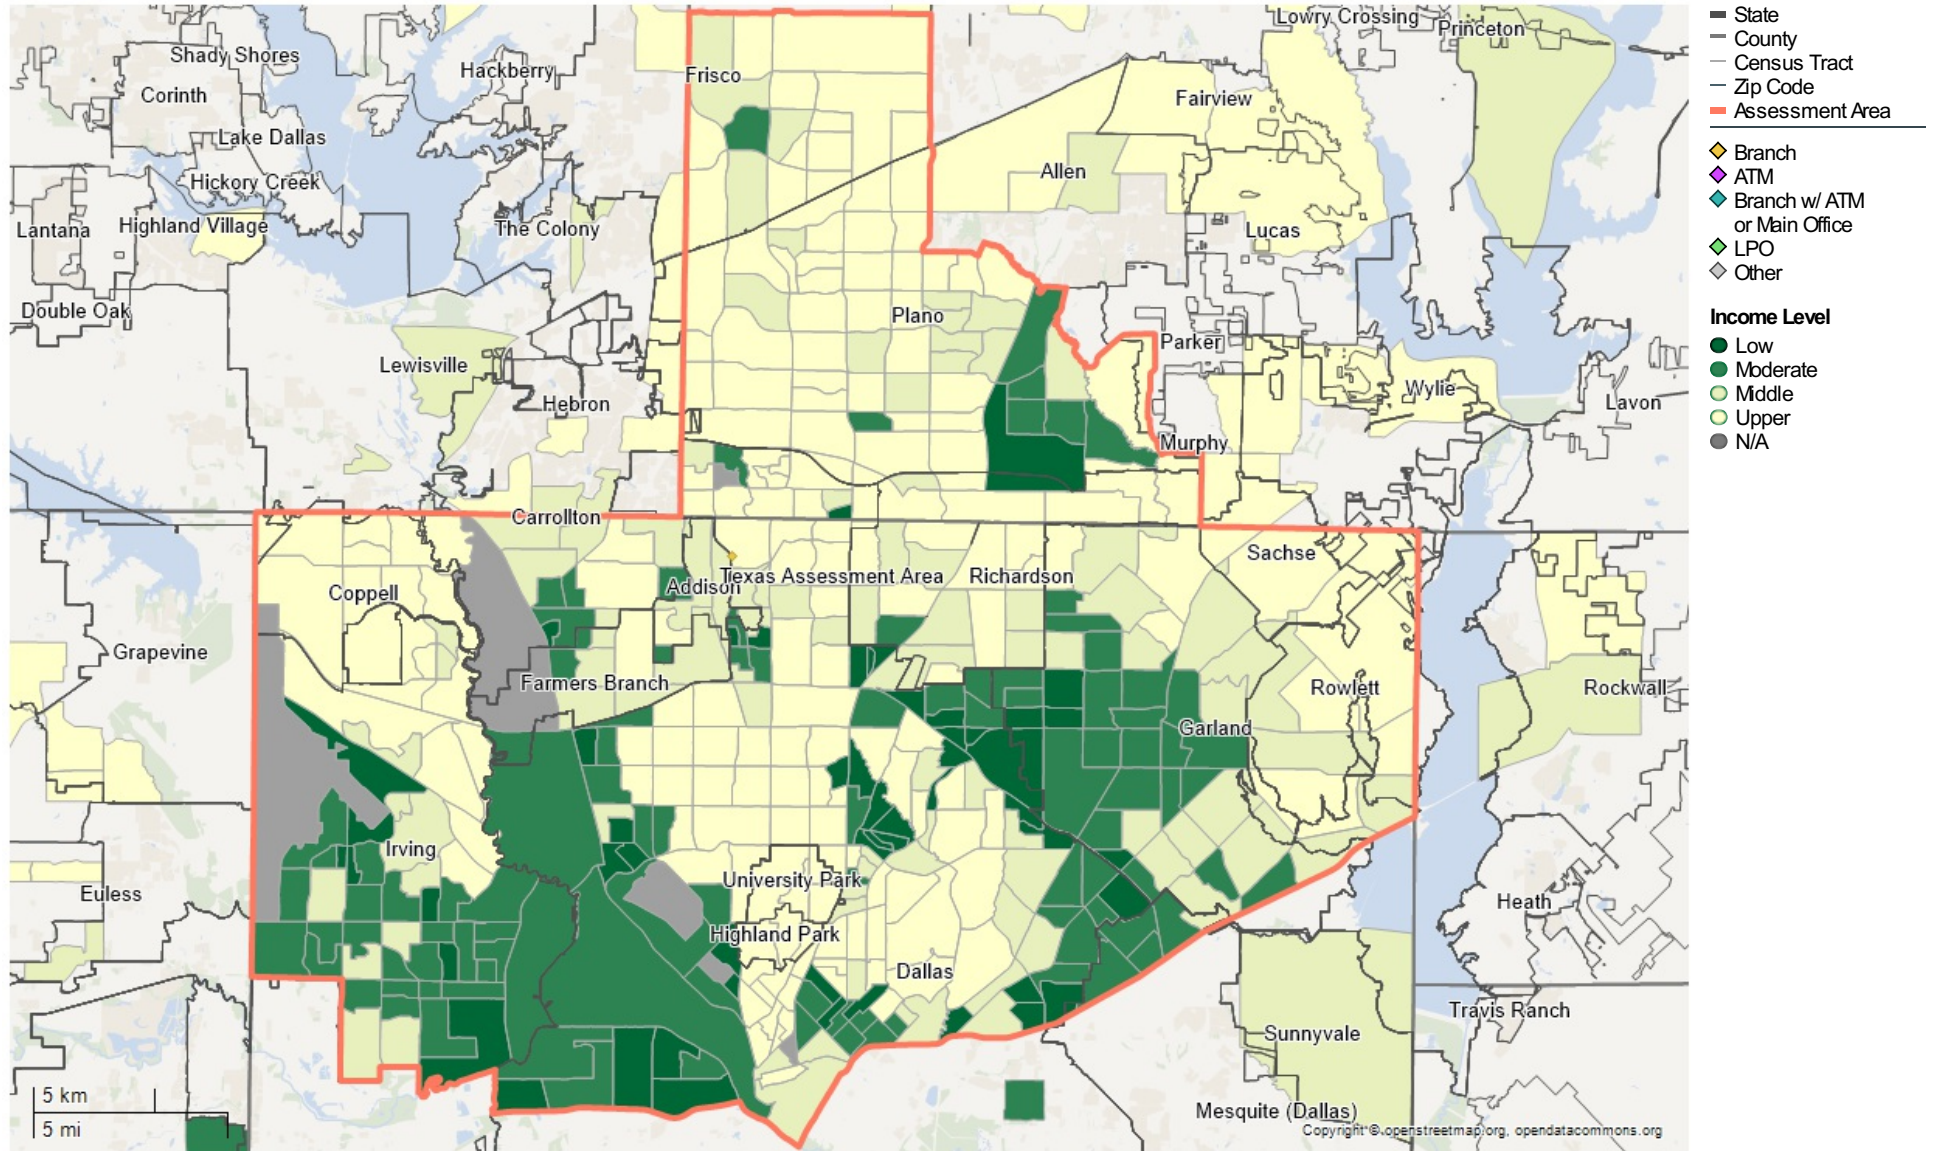 Lowry Crossing
Princeton
Shady Shores
Hackberry
Frisco
Corinth
Fairview
Lake Dallas
Allen
Hickory Creek
Lantana
Highland Village
The Colony
Lucas
Double Oak
Plano
Parker
Lewisville
Wylie
Hebron
Lavon
Murphy
Carrollton
Sachse
Coppell
Addison
Texas Assessment Area
Richardson
Grapevine
Farmers Branch
Rowlett
Rockwall
Garland
Irving
University Park
Euless
Heath
Highland Park
Dallas
Travis Ranch
Sunnyvale
5 km
5 mi
Mesquite (Dallas)
Copyright © openstreetmap.org, opendatacommons.org
State
County
Census Tract
Zip Code
Assessment Area
Branch
ATM
Branch w/ ATM
or Main Office
LPO
Other
Income Level
Low
Moderate
Middle
Upper
N/A